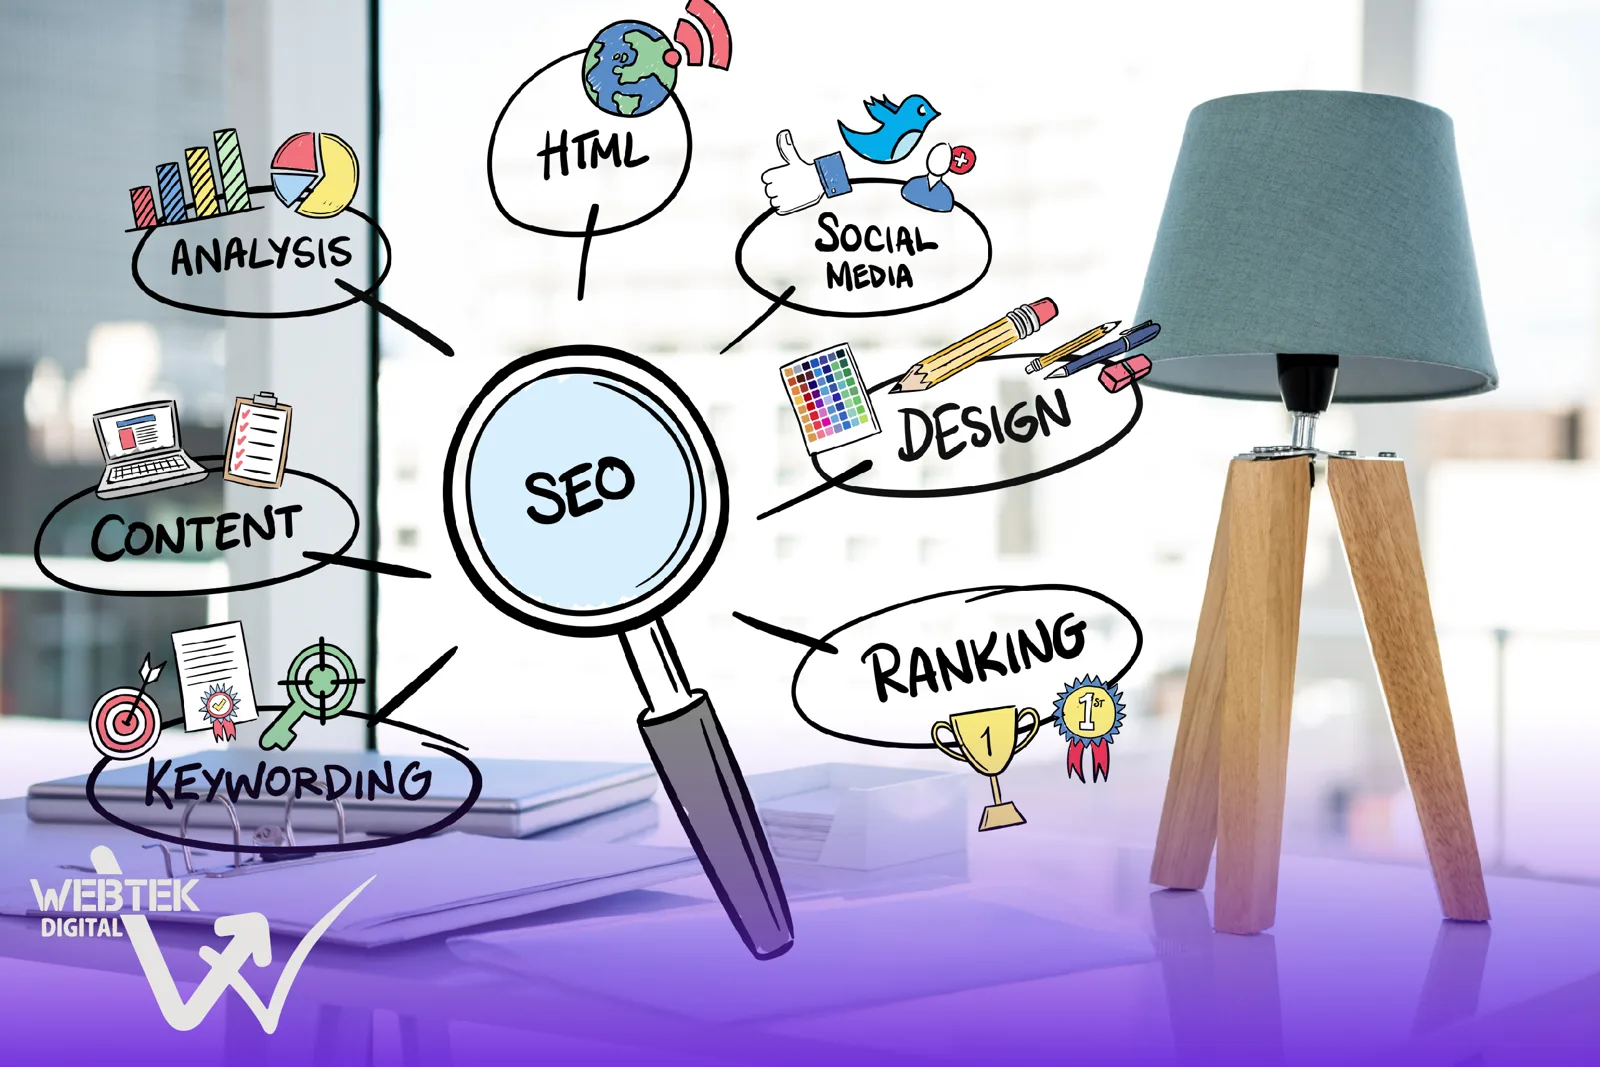 HTML
ANALYSIS
SOCIAL
MEDIA
DESIGN
SEO
CONTENT
RANKING
1ST
1
KEYWORDING
WEBTEK
DIGITAL